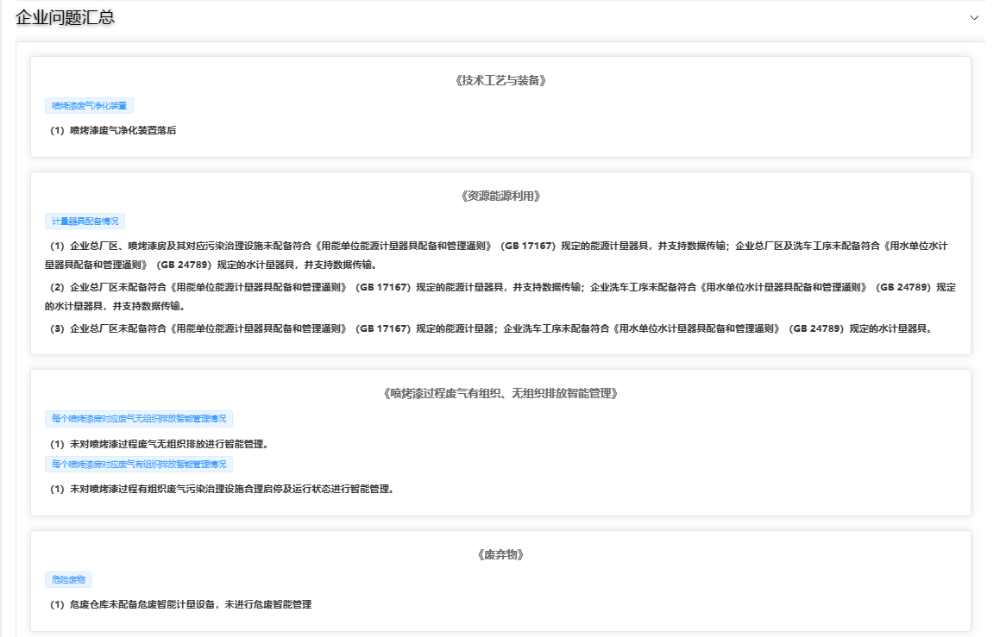 企业问题汇总
《技术工艺与装备》
喷烤漆废气净化装置
（1）喷烤漆废气净化装置落后
《资源能源利用》
计量器具配备情况
（1）企业总厂区、喷烤漆房及其对应污染治理设施未配备符合《用能单位能源计量器具配备和管理通则》（GB 17167）规定的能源计量器具，并支持数据传输；企业总厂区及洗车工序未配备符合《用水单位水计
量器具配备和管理通则》（GB 24789）规定的水计量器具，并支持数据传输。
（2）企业总厂区未配备符合《用能单位能源计量器具配备和管理通则》（GB 17167）规定的能源计量器具，并支持数据传输；企业洗车工序未配备符合《用水单位水计量器具配备和管理通则》（GB 24789）规定
的水计量器具，并支持数据传输。
（3）企业总厂区未配备符合《用能单位能源计量器具配备和管理通则》（GB 17167）规定的能源计量器；企业洗车工序未配备符合《用水单位水计量器具配备和管理通则》（GB 24789）规定的水计量器具。
《喷烤漆过程废气有组织、无组织排放智能管理》
每个喷烤漆房对应废气无组织排放智能管理情况
（1）未对喷烤漆过程废气无组织排放进行智能管理。
每个喷烤漆房对应废气有组织排放智能管理情况
（1）未对喷烤漆过程有组织废气污染治理设施合理启停及运行状态进行智能管理。
《废弃物》
危险废物
（1）危废仓库未配备危废智能计量设备，未进行危废智能管理